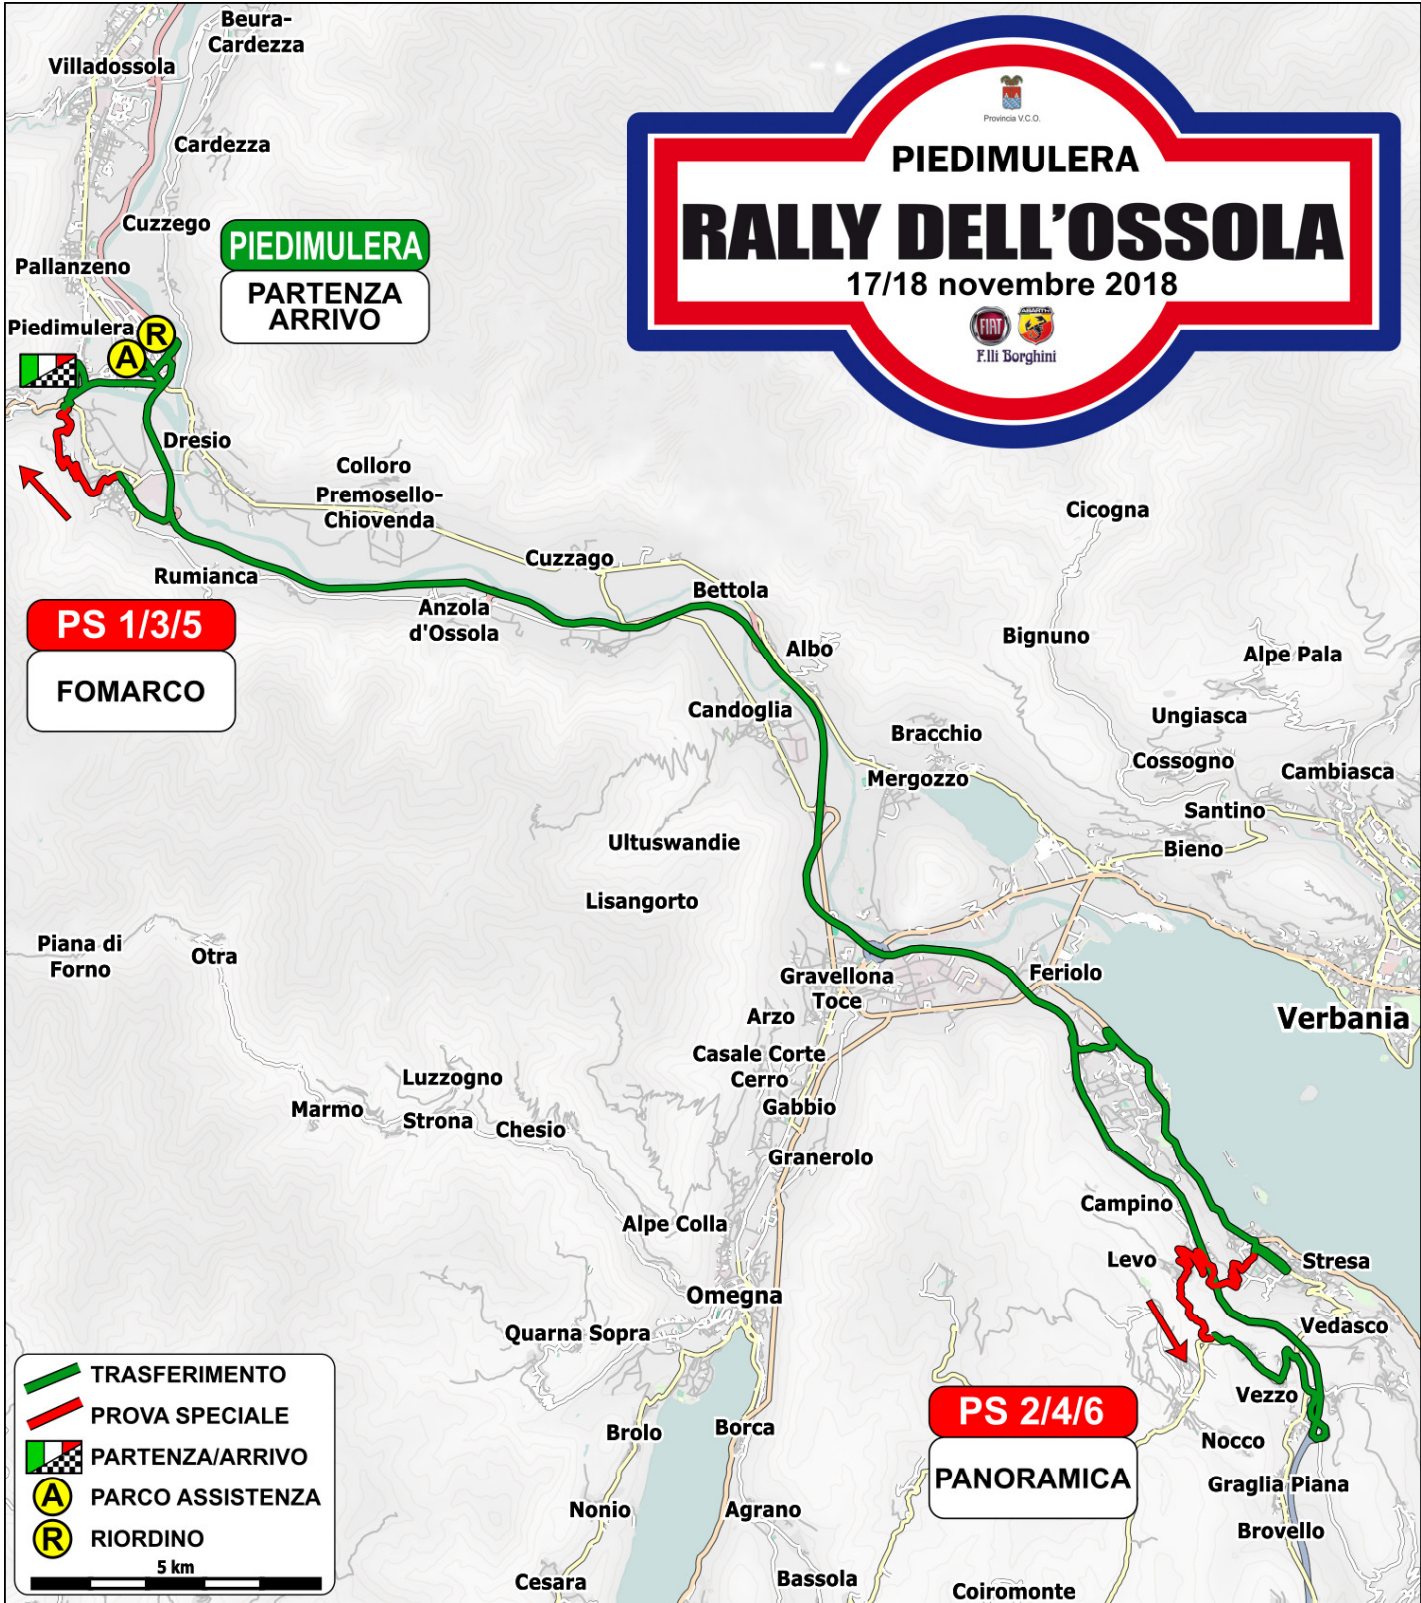 Beura-
Cardezza
Villadossola
Cardezza
Cuzzego
Pallanzeno
Piedimulera
R
A
PIEDIMULERA
PARTENZA
ARRIVO
Provincia V.C.O.
PIEDIMULERA
RALLY DELL'OSSOLA
17/18 novembre 2018
FIAT
ABARTH
F.lli Borghini
Dresio
Colloro
Premosello-
Chiovenda
Cicogna
Cuzzago
Rumianca
Bettola
Anzola
d'Ossola
PS 1/3/5
FOMARCO
Bignuno
Albo
Alpe Pala
Candoglia
Ungiasca
Bracchio
Cossogno
Mergozzo
Cambiasca
Santino
Ultuswandie
Bieno
Lisangorto
Piana di
Forno
Otra
Gravellona
Toce
Feriolo
Arzo
Verbania
Casale Corte
Cerro
Luzzogno
Gabbio
Marmo
Strona
Chesio
Granerolo
Campino
Alpe Colla
Levo
Stresa
Omegna
Vedasco
Quarna Sopra
Vezzo
PS 2/4/6
PANORAMICA
Brolo
Borca
Nocco
Graglia Piana
Nonio
Agrano
Brovello
Cesara
Bassola
Coiromonte
TRASFERIMENTO
PROVA SPECIALE
PARTENZA/ARRIVO
A PARCO ASSISTENZA
R RIORDINO
5 km